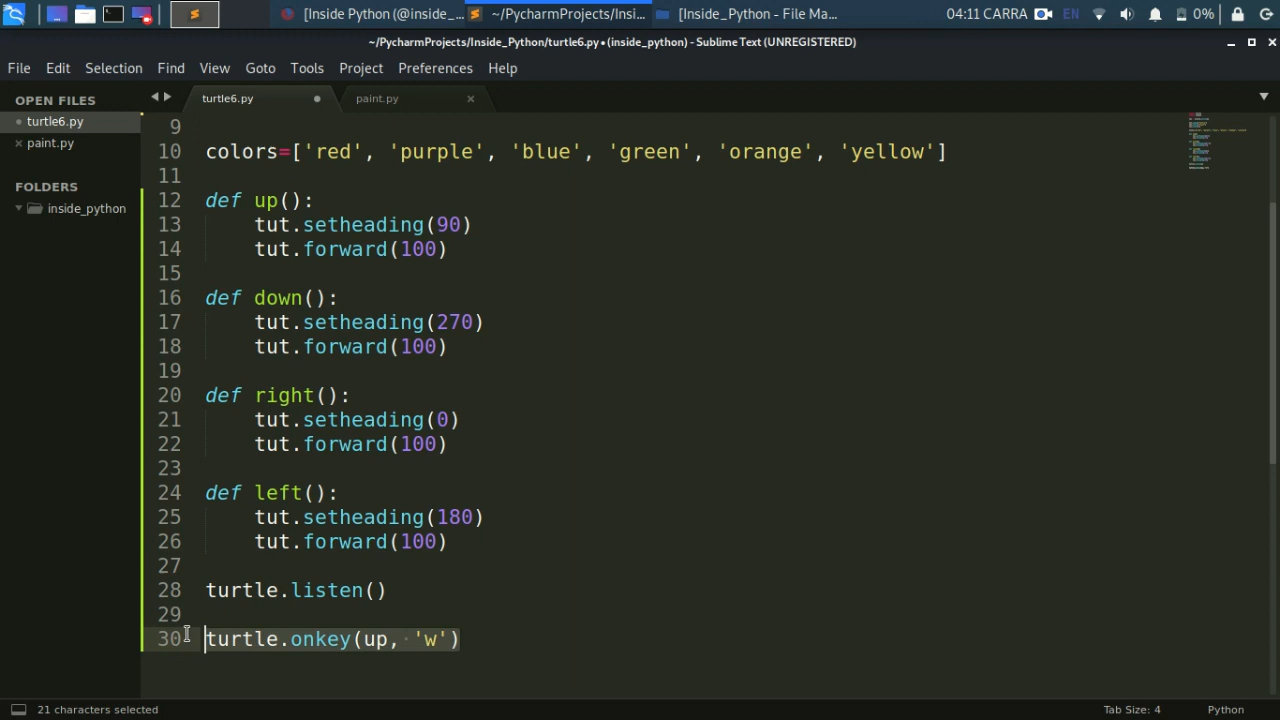 [Inside Python (@inside_...
~/PycharmProjects/Insi...
[Inside_Python - File Ma...
04:11 CARRA
EN
0%
~/PycharmProjects/Inside_Python/turtle6.py • (inside_python) - Sublime Text (UNREGISTERED)
File Edit Selection Find View Goto Tools Project Preferences Help
OPEN FILES
turtle6.py
paint.py
FOLDERS
inside_python
turtle6.py
paint.py
9
10 colors=['red', 'purple', 'blue', 'green', 'orange', 'yellow']
11
12 def up():
13     tut.setheading(90)
14     tut.forward(100)
15
16 def down():
17     tut.setheading(270)
18     tut.forward(100)
19
20 def right():
21     tut.setheading(0)
22     tut.forward(100)
23
24 def left():
25     tut.setheading(180)
26     tut.forward(100)
27
28 turtle.listen()
29
30 turtle.onkey(up, 'w')
21 characters selected
Tab Size: 4
Python